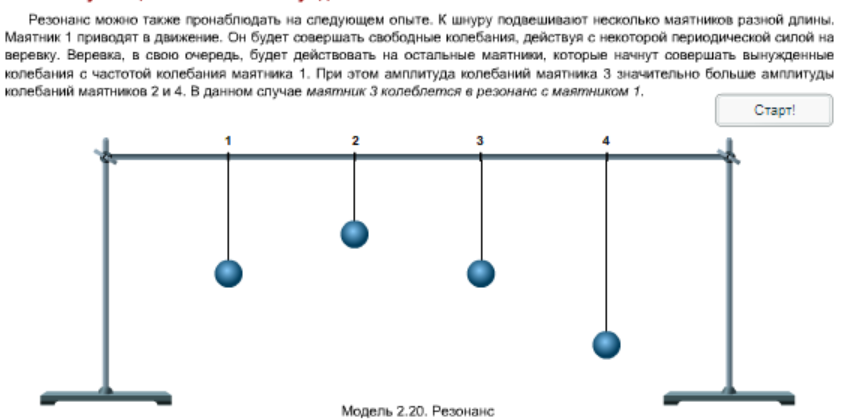 Резонанс можно также пронаблюдать на следующем опыте. К шнуру подвешивают несколько маятников разной длины.
Маятник 1 приводят в движение. Он будет совершать свободные колебания, действуя с некоторой периодической силой на
веревку. Веревка, в свою очередь, будет действовать на остальные маятники, которые начнут совершать вынужденные
колебания с частотой колебания маятника 1. При этом амплитуда колебаний маятника 3 значительно больше амплитуды
колебаний маятников 2 и 4. В данном случае маятник 3 колеблется в резонанс с маятником 1.
Старт!
1 2 3 4
Модель 2.20. Резонанс